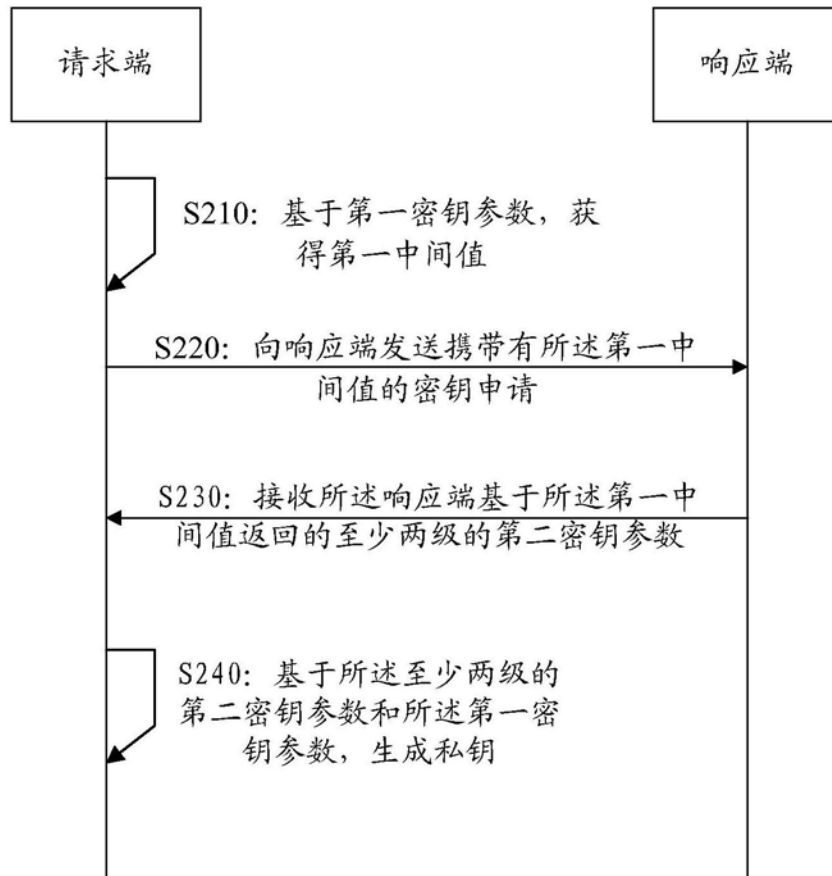 请求端
响应端
S210：基于第一密钥参数，获
得第一中间值
S220：向响应端发送携带有所述第一中
间值的密钥申请
S230：接收所述响应端基于所述第一中
间值返回的至少两级的第二密钥参数
S240：基于所述至少两级的
第二密钥参数和所述第一密
钥参数，生成私钥